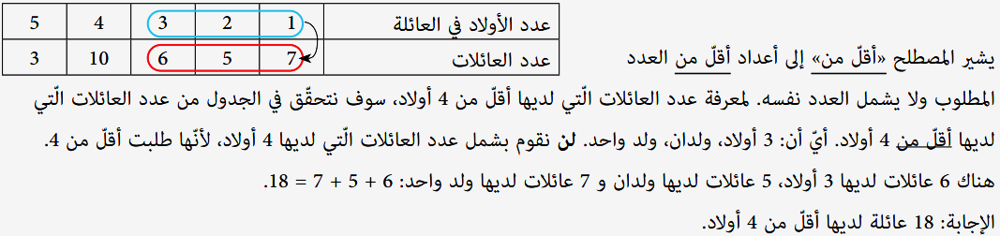 عدد الأولاد في العائلة 1 2 3 4 5
عدد العائلات 7 5 6 10 3
يشير المصطلح «أقلّ من» إلى أعداد أقلّ من العدد
المطلوب ولا يشمل العدد نفسه. لمعرفة عدد العائلات الّتي لديها أقلّ من 4 أولاد، سوف نتحقّق في الجدول من عدد العائلات الّتي
لديها أقلّ من 4 أولاد. أيّ أن: 3 أولاد، ولدان، ولد واحد. لن نقوم بشمل عدد العائلات الّتي لديها 4 أولاد، لأنّها طلبت أقلّ من 4.
هناك 6 عائلات لديها 3 أولاد، 5 عائلات لديها ولدان و 7 عائلات لديها ولد واحد: 6 + 5 + 7 = 18.
الإجابة: 18 عائلة لديها أقلّ من 4 أولاد.